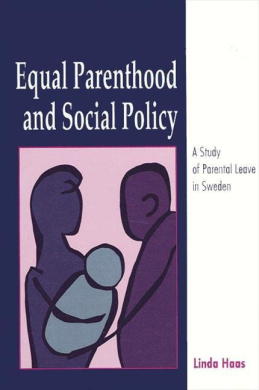 Equal Parenthood
and Social Policy
A Study
of Parental Leave
in Sweden
Linda Haas